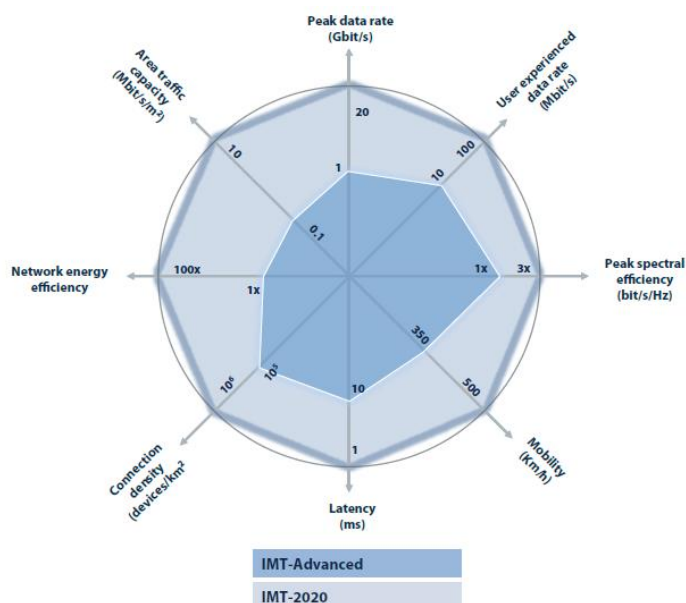 Peak data rate
(Gbit/s)
Area traffic
capacity
(Mbit/s/m²)
User experienced
data rate
(Mbit/s)
20
10
100
1
10
0.1
Network energy
efficiency
100x
1x
1x
3x
Peak spectral
efficiency
(bit/s/Hz)
350
10⁶
10⁵
10
500
1
Connection
density
(devices/km²
Latency
(ms)
Mobility
(Km/h)
IMT-Advanced
IMT-2020